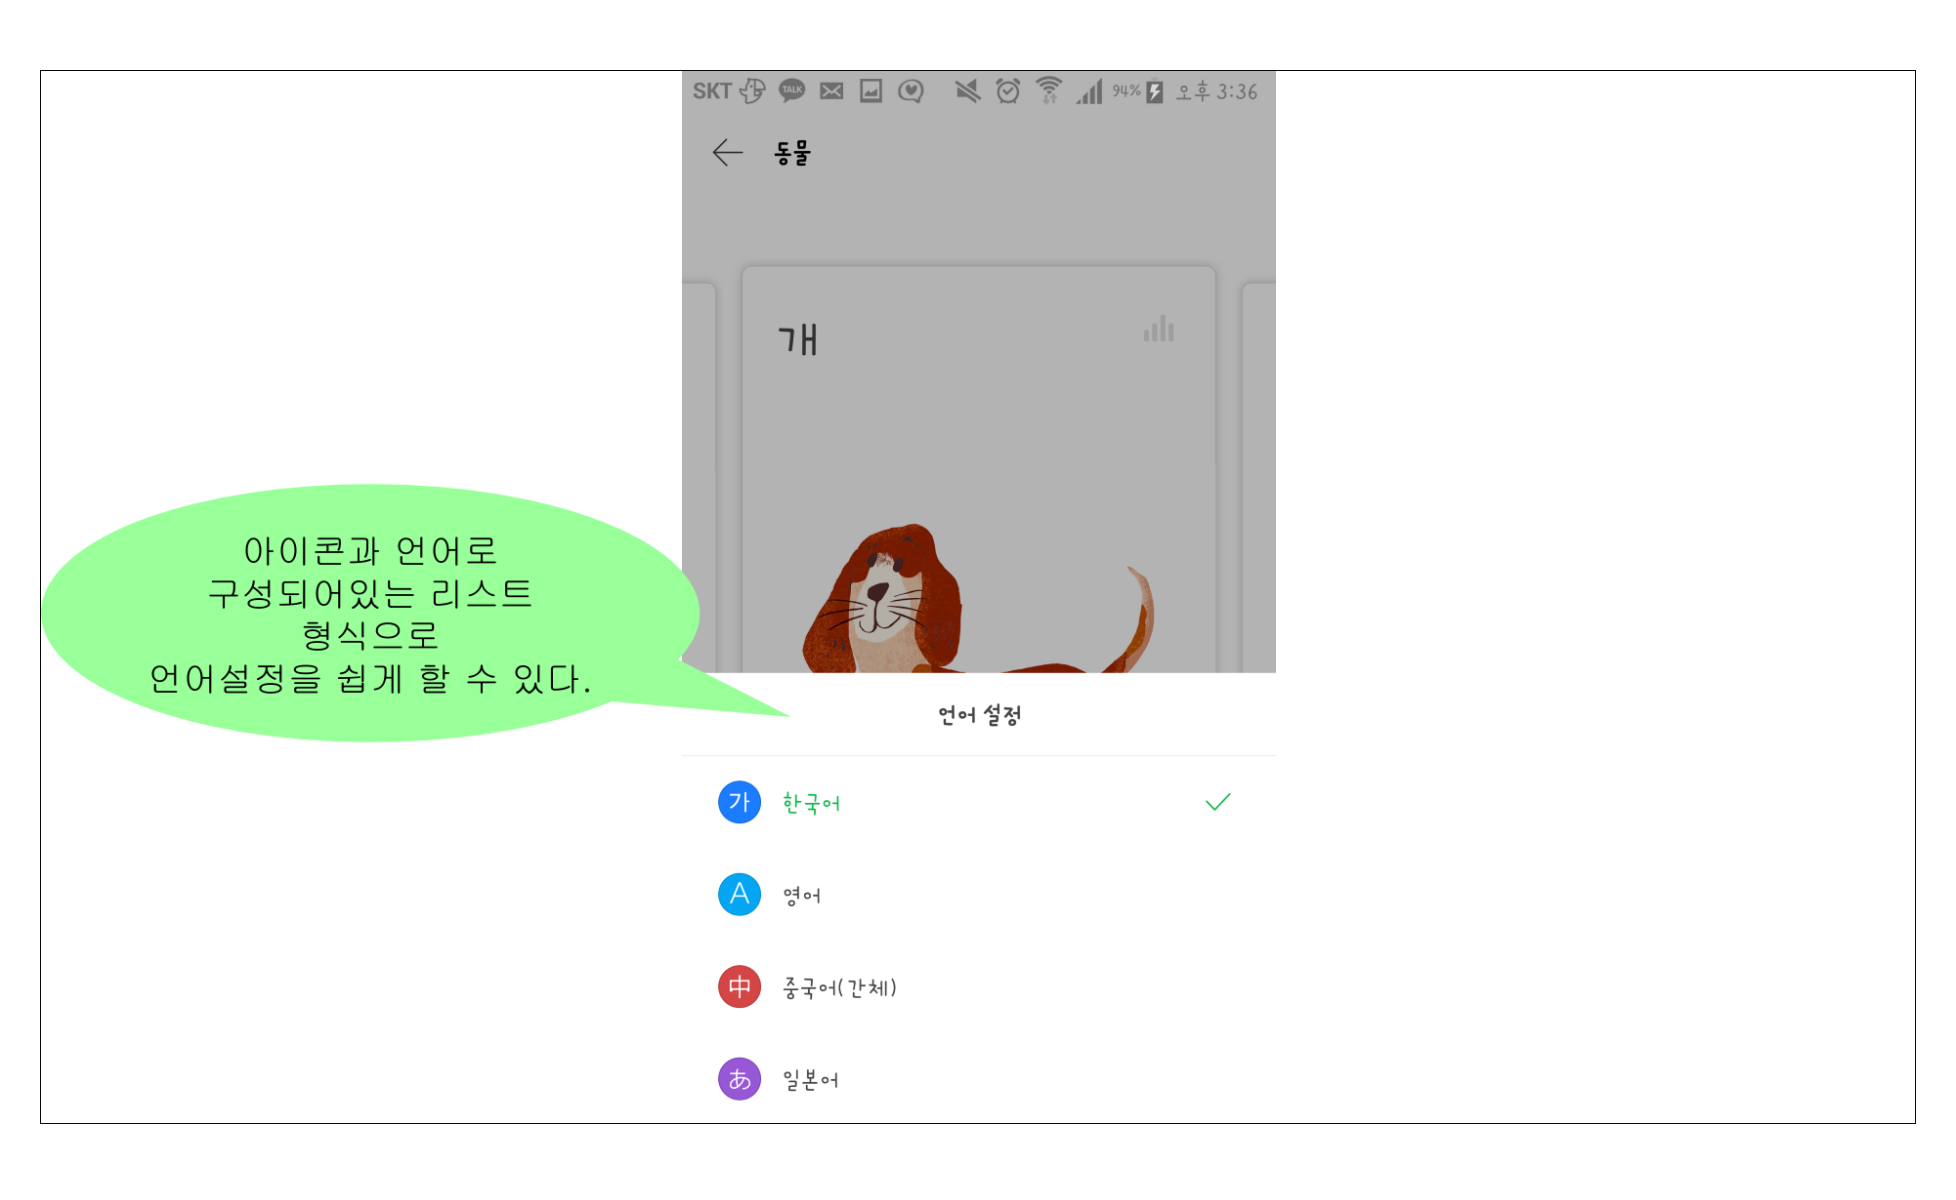 SKT TALK 94% 오후 3:36
동물
개
아이콘과 언어로
구성되어있는 리스트
형식으로
언어설정을 쉽게 할 수 있다.
언어 설정
가 한국어
A 영어
中 중국어(간체)
あ 일본어